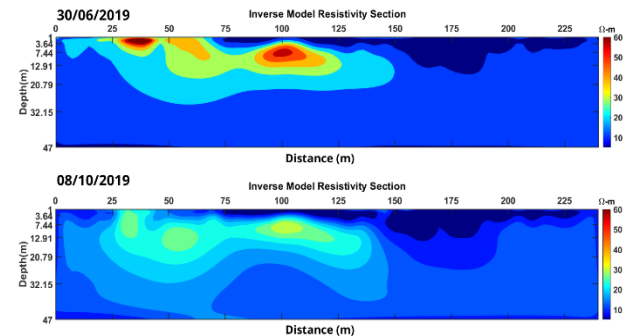 30/06/2019
Inverse Model Resistivity Section
Ω-m
0 25 50 75 100 125 150 175 200 225
1
3.64
7.44
12.91
20.79
32.15
47
Depth(m)
60
50
40
30
20
10
Distance (m)
08/10/2019
Inverse Model Resistivity Section
Ω-m
0 25 50 75 100 125 150 175 200 225
1
3.64
7.44
12.91
20.79
32.15
47
Depth(m)
60
50
40
30
20
10
Distance (m)